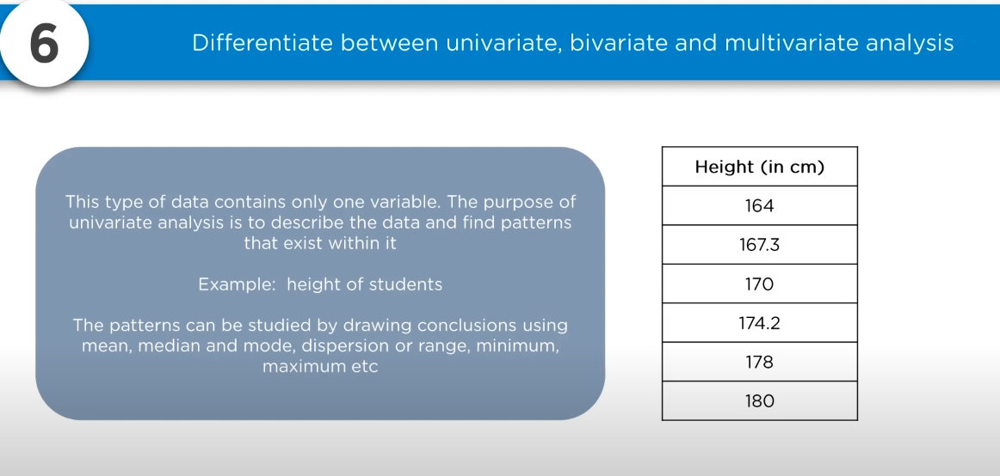 6
Differentiate between univariate, bivariate and multivariate analysis
This type of data contains only one variable. The purpose of
univariate analysis is to describe the data and find patterns
that exist within it
Example: height of students
The patterns can be studied by drawing conclusions using
mean, median and mode, dispersion or range, minimum,
maximum etc
Height (in cm)
164
167.3
170
174.2
178
180